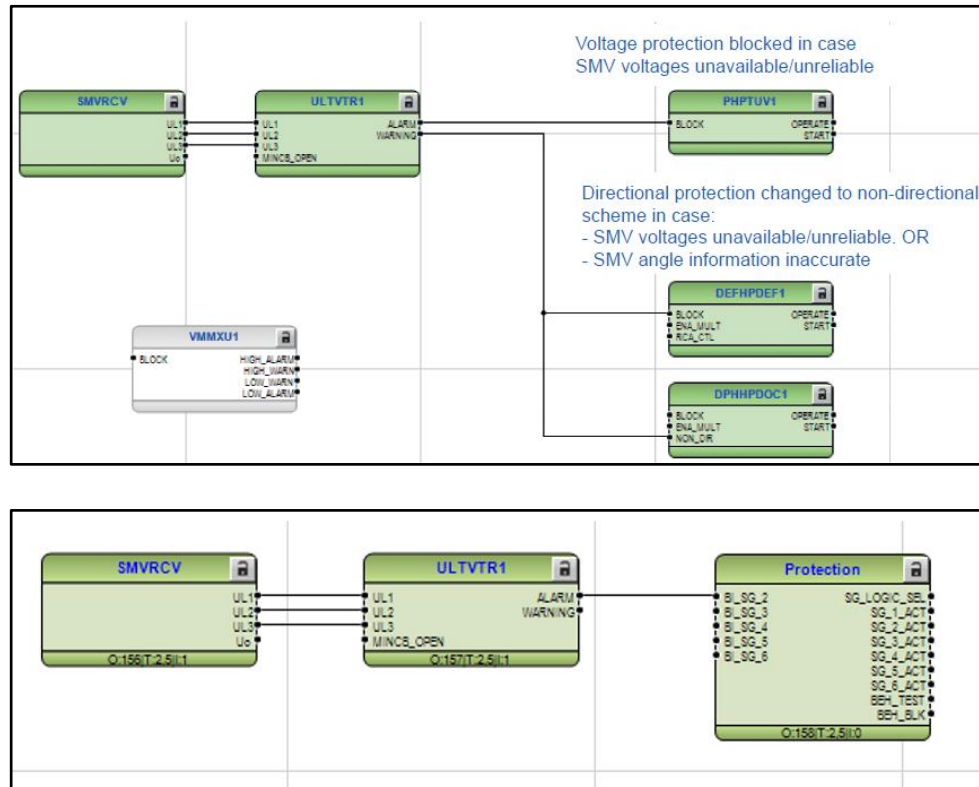 Voltage protection blocked in case
SMV voltages unavailable/unreliable
SMVRCV
UL1
UL2
UL3
Uo
ULTVTR1
UL1
UL2
UL3
MINCB_OPEN
ALARM
WARNING
PHPTUV1
BLOCK
OPERATE
START
Directional protection changed to non-directional
scheme in case:
- SMV voltages unavailable/unreliable. OR
- SMV angle information inaccurate
DEFHPDEF1
BLOCK
ENA_MULT
RCA_CTL
OPERATE
START
VMMXU1
BLOCK
HIGH_ALARM
HIGH_WARN
LOW_WARN
LOW_ALARM
DPHHPDOC1
BLOCK
ENA_MULT
NON_DIR
OPERATE
START
SMVRCV
UL1
UL2
UL3
Uo
O:156|T:2.5|I:1
ULTVTR1
UL1
UL2
UL3
MINCB_OPEN
ALARM
WARNING
O:157|T:2.5|I:1
Protection
BI_SG_2
BI_SG_3
BI_SG_4
BI_SG_5
BI_SG_6
SG_LOGIC_SEL
SG_1_ACT
SG_2_ACT
SG_3_ACT
SG_4_ACT
SG_5_ACT
SG_6_ACT
BEH_TEST
BEH_BLK
O:158|T:2,5|I:0